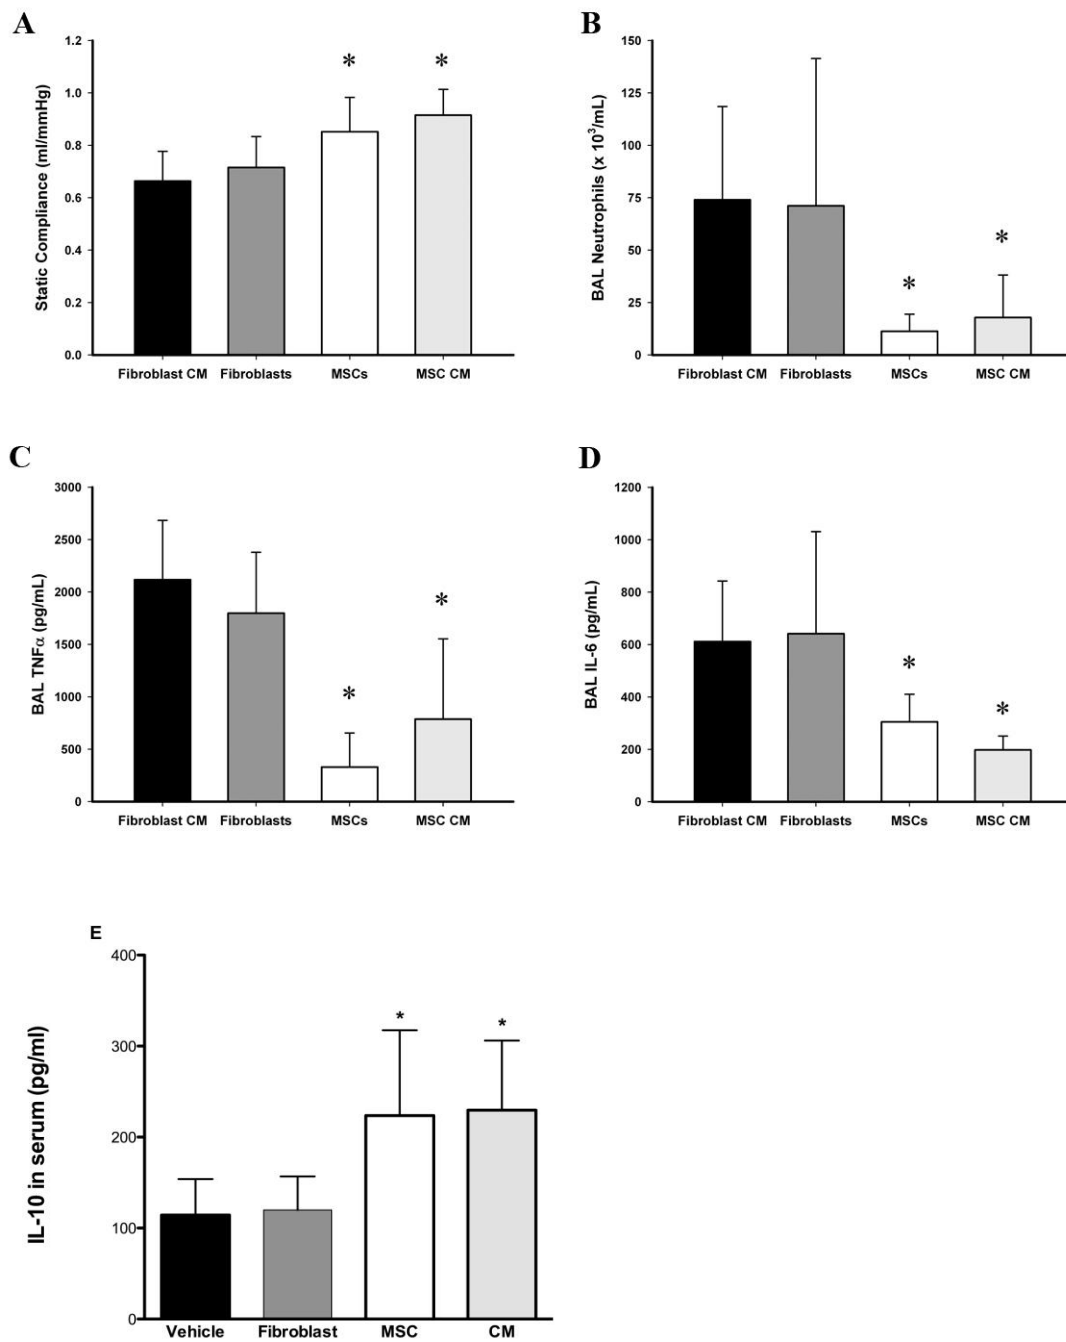 A
Static Compliance (ml/mmHg)
1.2
1.0
0.8
0.6
0.4
0.2
0.0
* *
Fibroblast CM Fibroblasts MSCs MSC CM
B
BAL Neutrophils (x 10³/mL)
150
125
100
75
50
25
0
*
*
Fibroblast CM Fibroblasts MSCs MSC CM
C
BAL TNFα (pg/mL)
3000
2500
2000
1500
1000
500
0
*
*
Fibroblast CM Fibroblasts MSCs MSC CM
D
BAL IL-6 (pg/mL)
1200
1000
800
600
400
200
0
*
*
Fibroblast CM Fibroblasts MSCs MSC CM
E
IL-10 in serum (pg/ml)
400
300
200
100
0
* *
Vehicle Fibroblast MSC CM